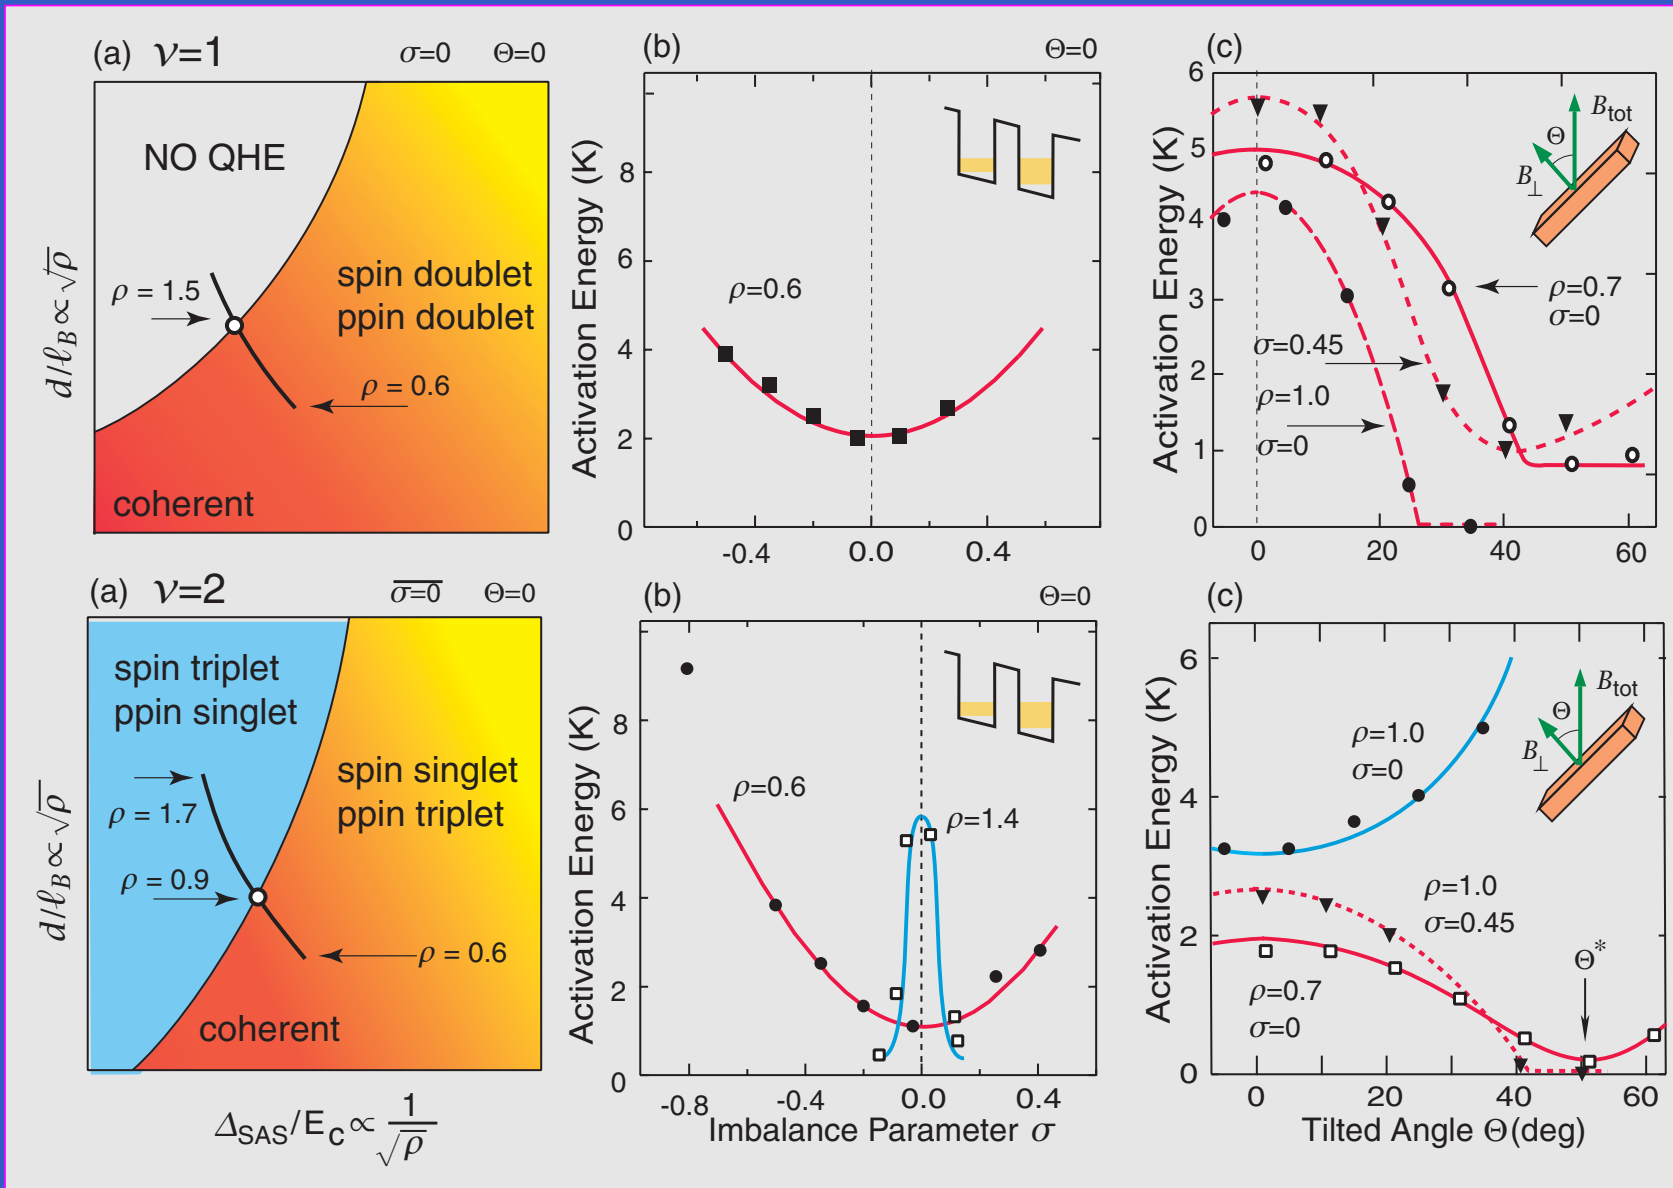 (a) ν=1 σ=0 Θ=0
NO QHE
ρ = 1.5
spin doublet
ppin doublet
ρ = 0.6
coherent
d/ℓB ∝ √ρ
(b) Θ=0
Activation Energy (K)
8
6
4
2
0
ρ=0.6
-0.4 0.0 0.4
(c)
Activation Energy (K)
6
5
4
3
2
1
0
Btot
Θ
B⊥
ρ=0.7
σ=0
σ=0.45
ρ=1.0
σ=0
0 20 40 60
(a) ν=2 σ=0 Θ=0
spin triplet
ppin singlet
spin singlet
ppin triplet
ρ = 1.7
ρ = 0.9
ρ = 0.6
coherent
d/ℓB ∝ √ρ
ΔSAS/EC ∝ 1/√ρ
(b) Θ=0
Activation Energy (K)
8
6
4
2
0
ρ=0.6
ρ=1.4
-0.8 -0.4 0.0 0.4
Imbalance Parameter σ
(c)
Activation Energy (K)
6
4
2
0
Btot
Θ
B⊥
ρ=1.0
σ=0
ρ=1.0
σ=0.45
Θ*
ρ=0.7
σ=0
0 20 40 60
Tilted Angle Θ(deg)